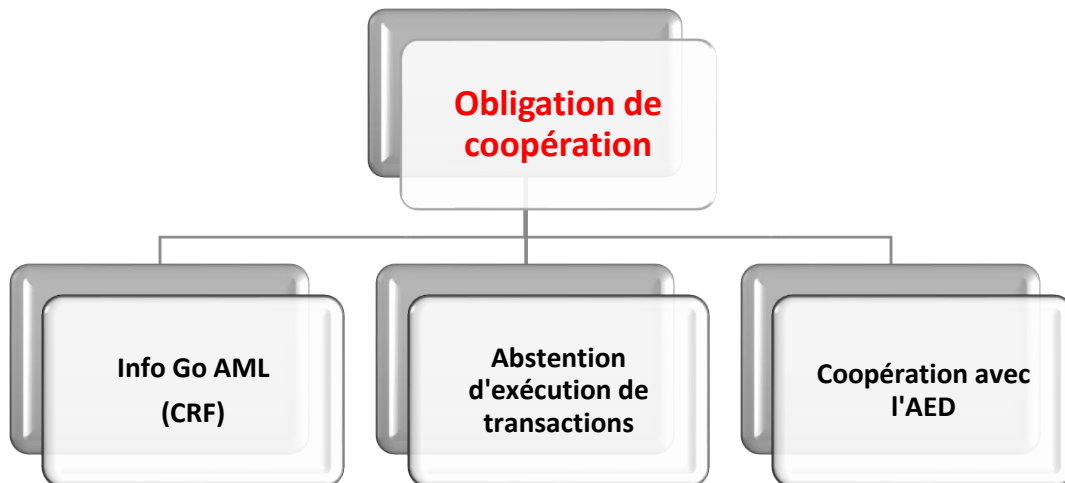 Obligation de
coopération
Info Go AML
(CRF)
Abstention
d'exécution de
transactions
Coopération avec
l'AED